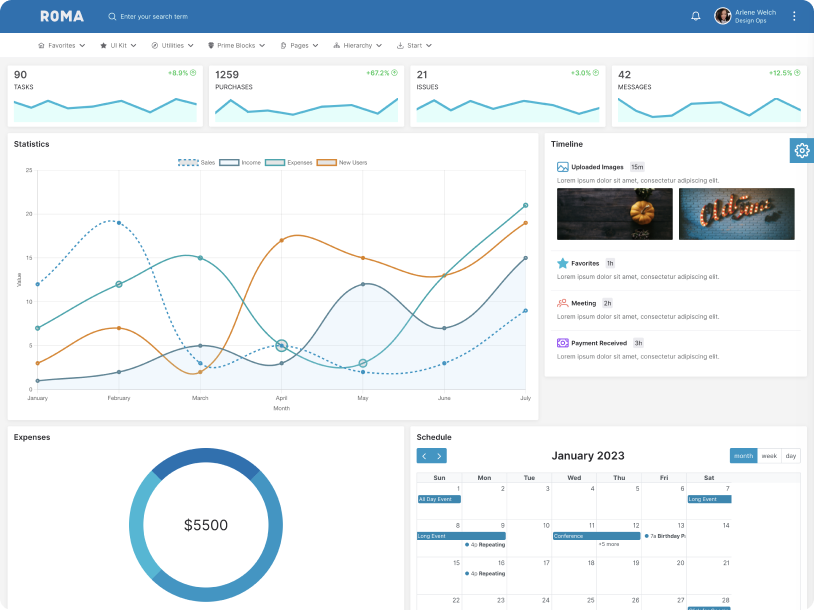 ROMA
Enter your search term
Arlene Welch
Design Ops
Favorites
UI Kit
Utilities
Prime Blocks
Pages
Hierarchy
Start
90
+8.9%
TASKS
1259
+67.2%
PURCHASES
21
+3.0%
ISSUES
42
+12.5%
MESSAGES
Statistics
Sales
Income
Expenses
New Users
25
20
15
10
5
0
Value
January
February
March
April
May
June
July
Month
Timeline
Uploaded Images 15m
Lorem ipsum dolor sit amet, consectetur adipiscing elit.
Favorites 1h
Lorem ipsum dolor sit amet, consectetur adipiscing elit.
Meeting 2h
Lorem ipsum dolor sit amet, consectetur adipiscing elit.
Payment Received 3h
Lorem ipsum dolor sit amet, consectetur adipiscing elit.
Expenses
$5500
Schedule
January 2023
month week day
Sun Mon Tue Wed Thu Fri Sat
1 2 3 4 5 6 7
All Day Event
Long Event
8 9 10 11 12 13 14
Long Event
Conference
7a Birthday Pa
4p Repeating
+5 more
15 16 17 18 19 20 21
4p Repeating
22 23 24 25 26 27 28